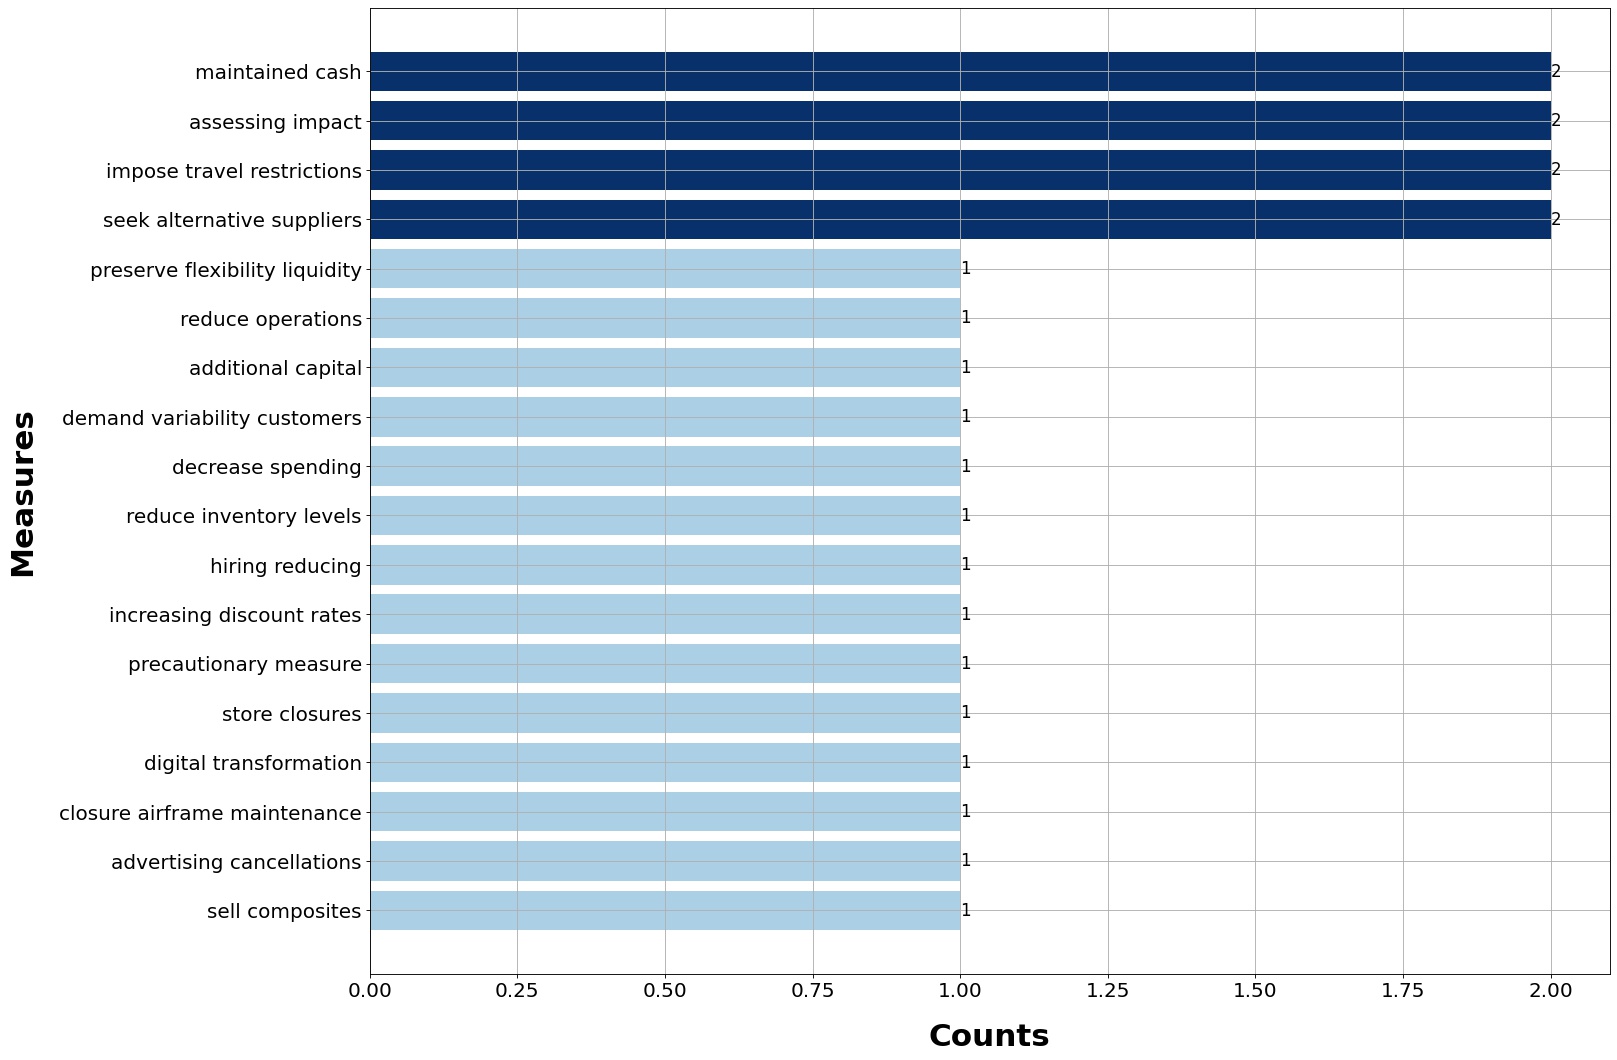 maintained cash 2
assessing impact 2
impose travel restrictions 2
seek alternative suppliers 2
preserve flexibility liquidity 1
reduce operations 1
additional capital 1
demand variability customers 1
decrease spending 1
reduce inventory levels 1
hiring reducing 1
increasing discount rates 1
precautionary measure 1
store closures 1
digital transformation 1
closure airframe maintenance 1
advertising cancellations 1
sell composites 1
Measures
0.00 0.25 0.50 0.75 1.00 1.25 1.50 1.75 2.00
Counts